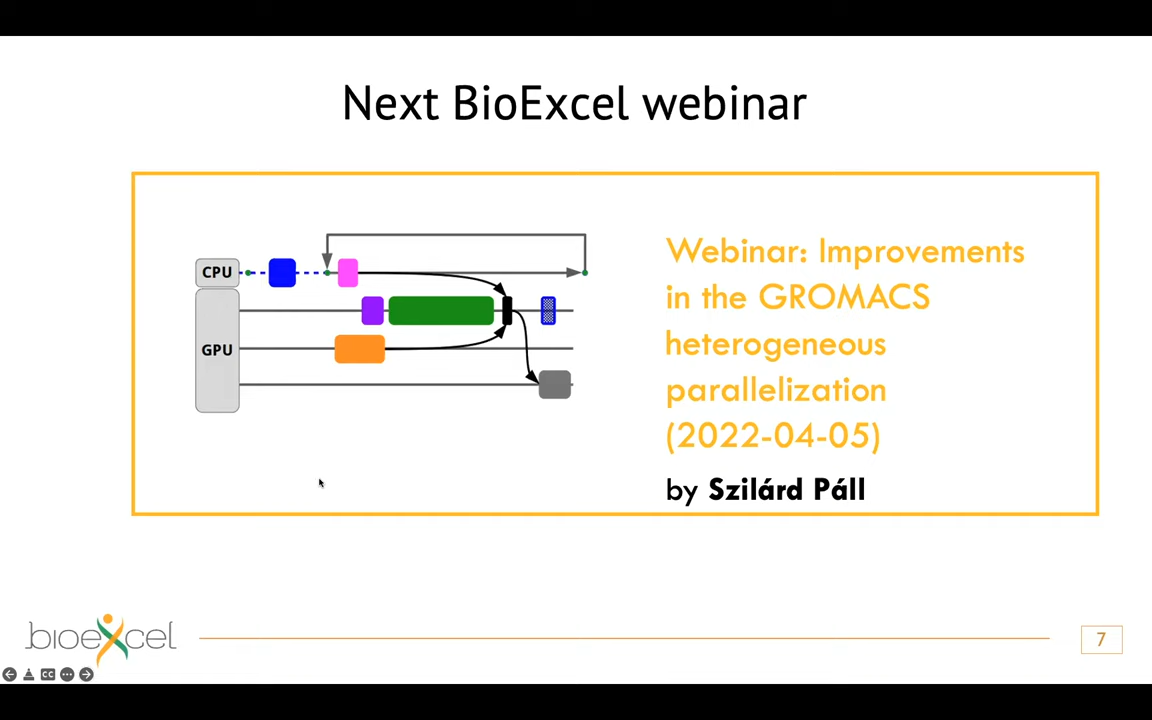 Next BioExcel webinar
CPU
GPU
Webinar: Improvements
in the GROMACS
heterogeneous
parallelization
(2022-04-05)
by Szilárd Páll
bioexcel
7
CC